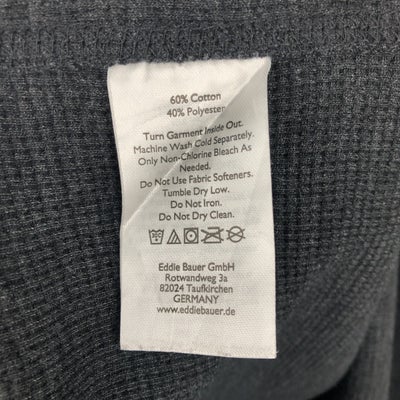 60% Cotton
40% Polyester
Turn Garment Inside Out.
Machine Wash Cold Separately.
Only Non-Chlorine Bleach As
Needed.
Do Not Use Fabric Softeners.
Tumble Dry Low.
Do Not Iron.
Do Not Dry Clean.
Eddie Bauer GmbH
Rotwandweg 3a
82024 Taufkirchen
GERMANY
www.eddiebauer.de